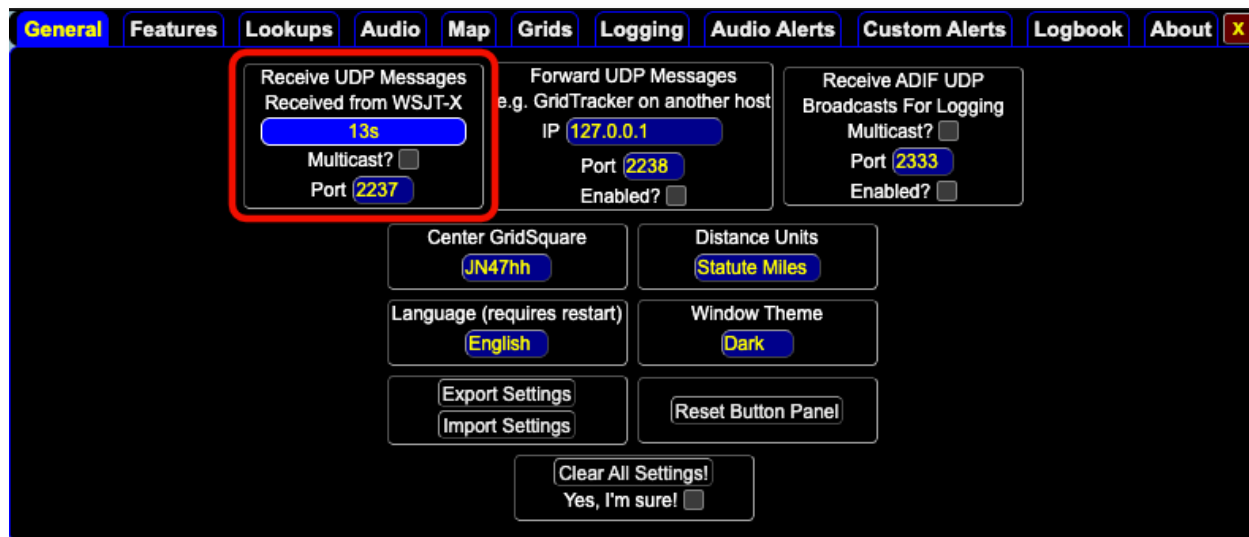 General Features Lookups Audio Map Grids Logging Audio Alerts Custom Alerts Logbook About X
Receive UDP Messages
Received from WSJT-X
13s
Multicast?
Port 2237
Forward UDP Messages
e.g. GridTracker on another host
IP 127.0.0.1
Port 2238
Enabled?
Receive ADIF UDP
Broadcasts For Logging
Multicast?
Port 2333
Enabled?
Center GridSquare
JN47hh
Distance Units
Statute Miles
Language (requires restart)
English
Window Theme
Dark
Export Settings
Import Settings
Reset Button Panel
Clear All Settings!
Yes, I'm sure!